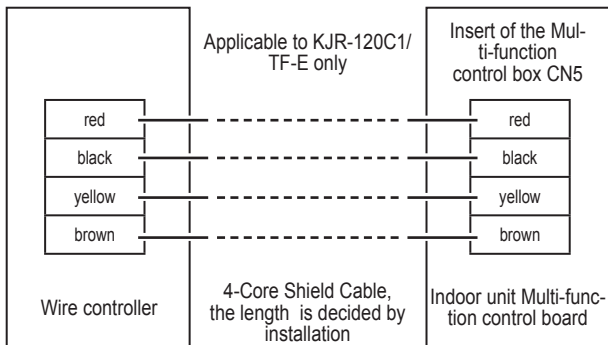 Applicable to KJR-120C1/
TF-E only
Insert of the Mul-
ti-function
control box CN5
red
black
yellow
brown
red
black
yellow
brown
Wire controller
4-Core Shield Cable,
the length is decided by
installation
Indoor unit Multi-func-
tion control board